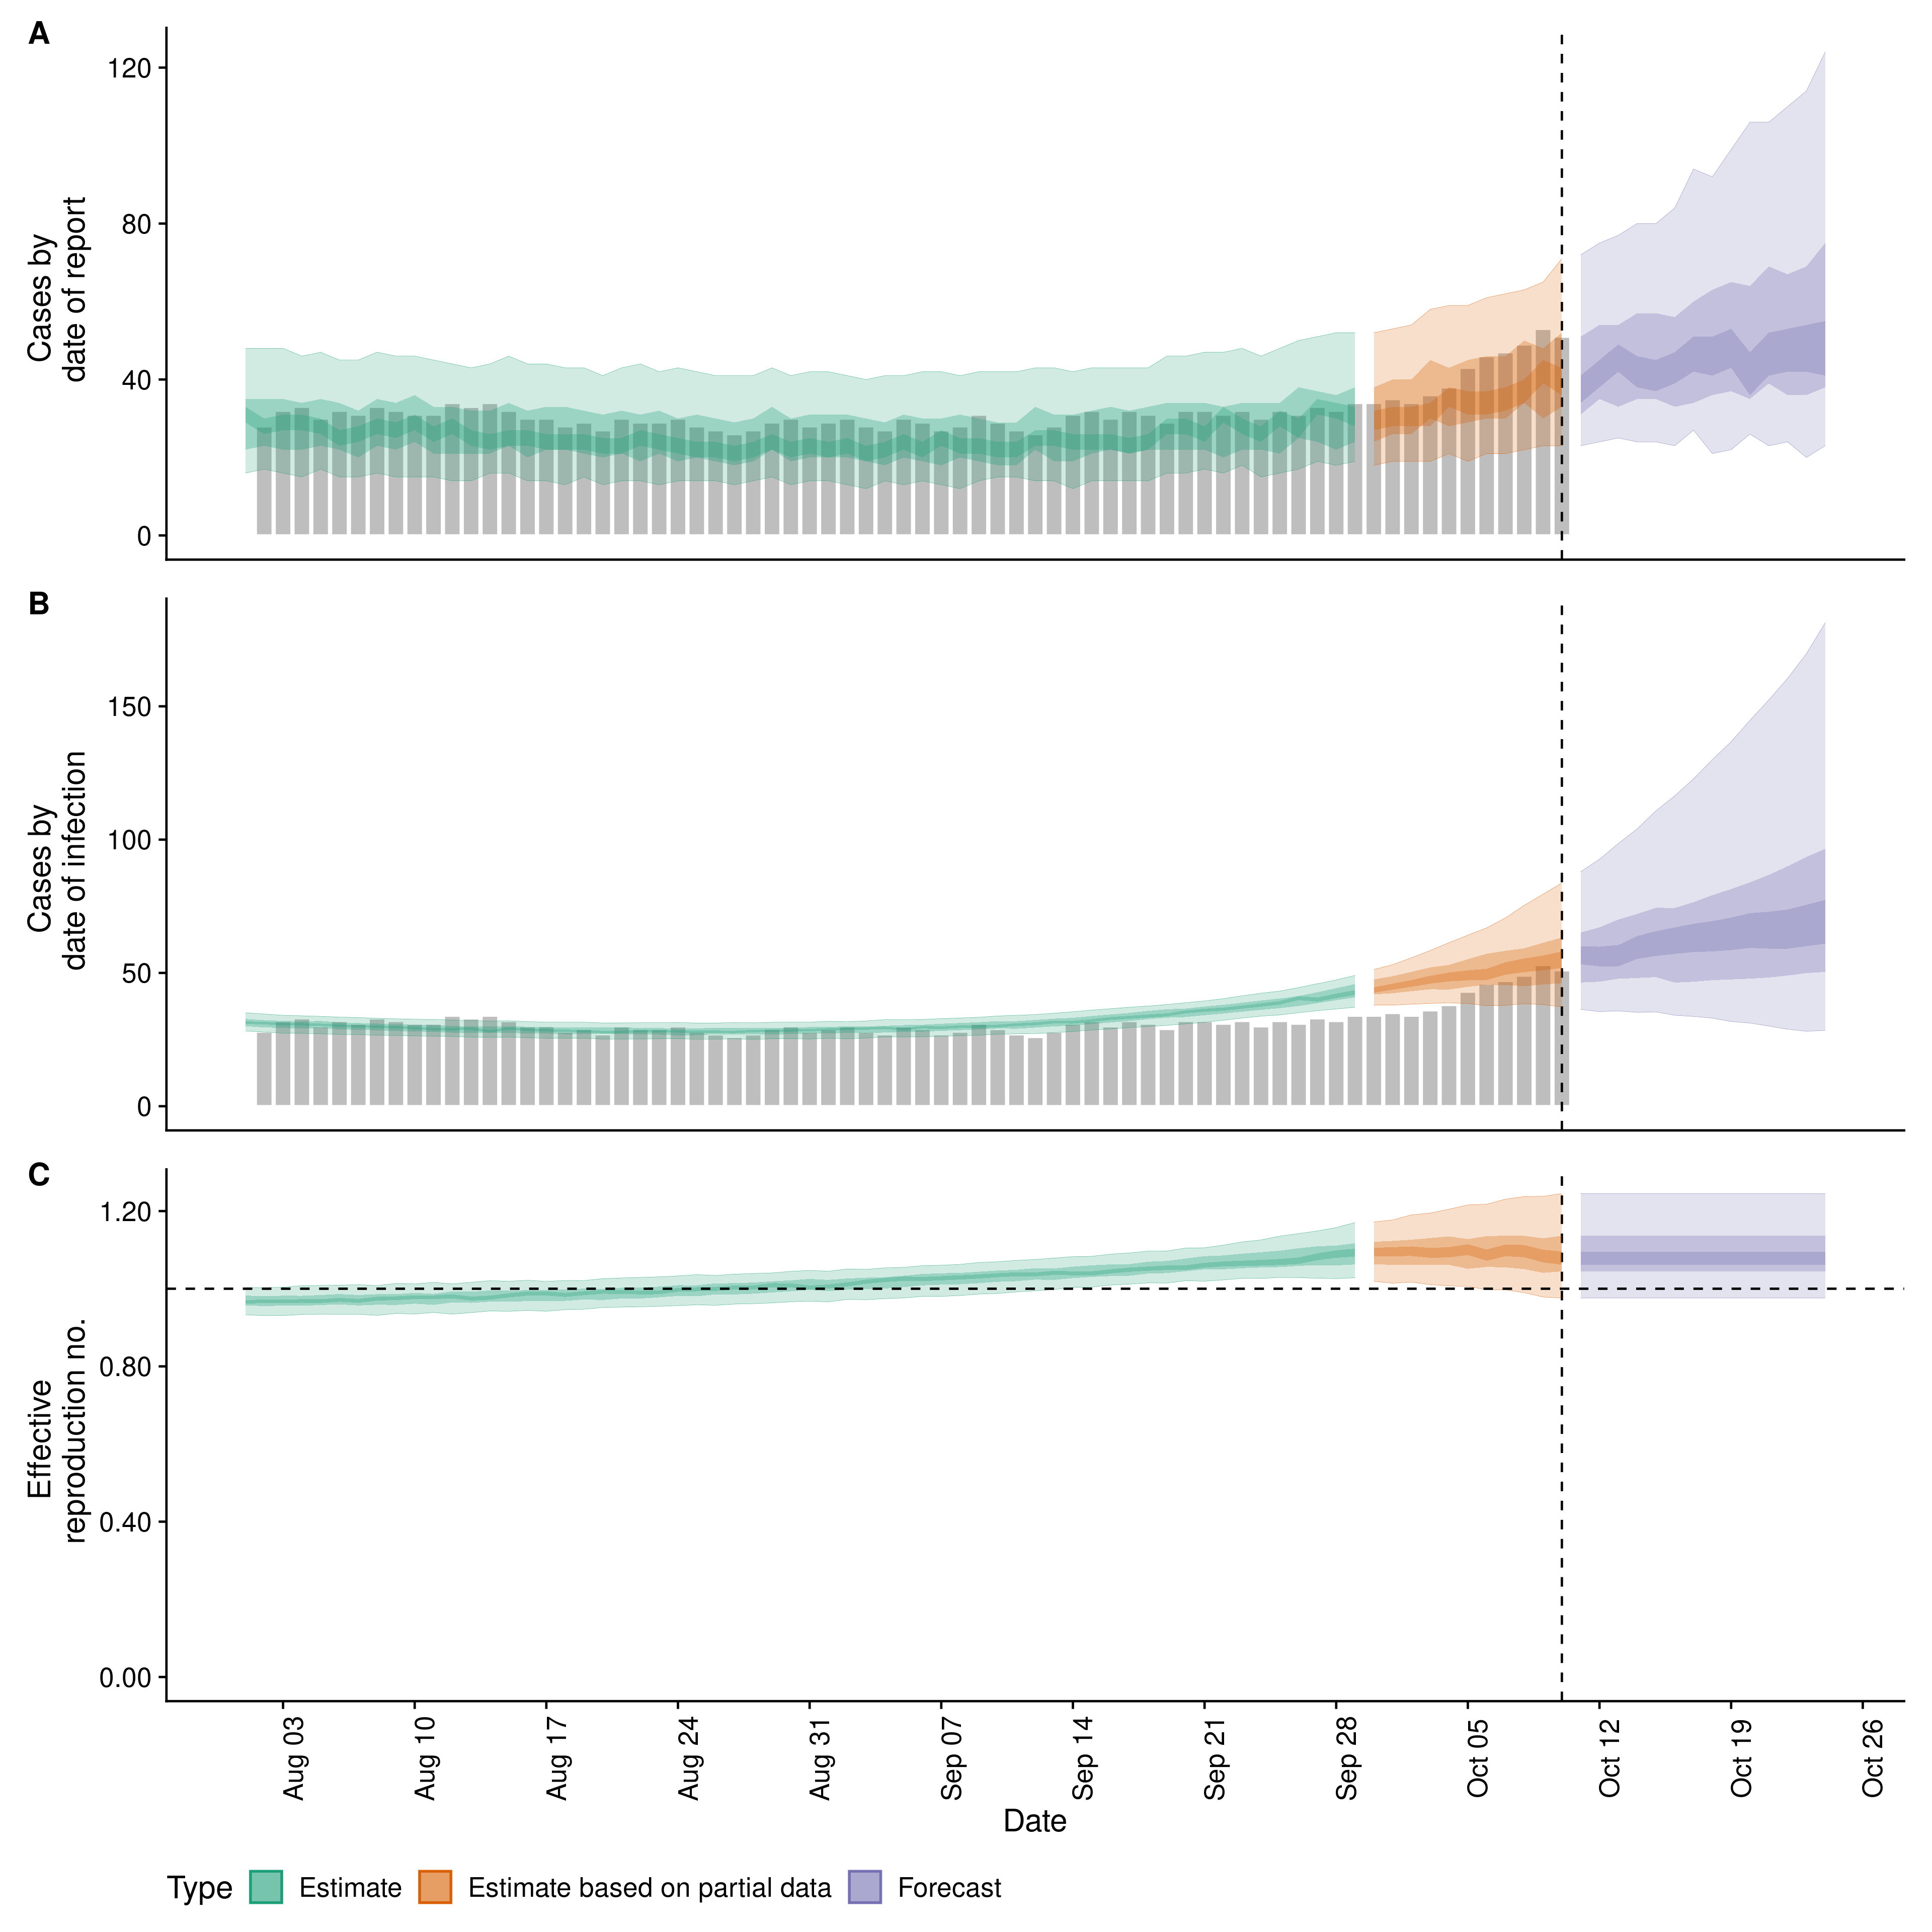 A
Cases by
date of report
120
80
40
0
B
Cases by
date of infection
150
100
50
0
C
Effective
reproduction no.
1.20
0.80
0.40
0.00
Aug 03
Aug 10
Aug 17
Aug 24
Aug 31
Sep 07
Sep 14
Sep 21
Sep 28
Oct 05
Oct 12
Oct 19
Oct 26
Date
Type Estimate Estimate based on partial data Forecast